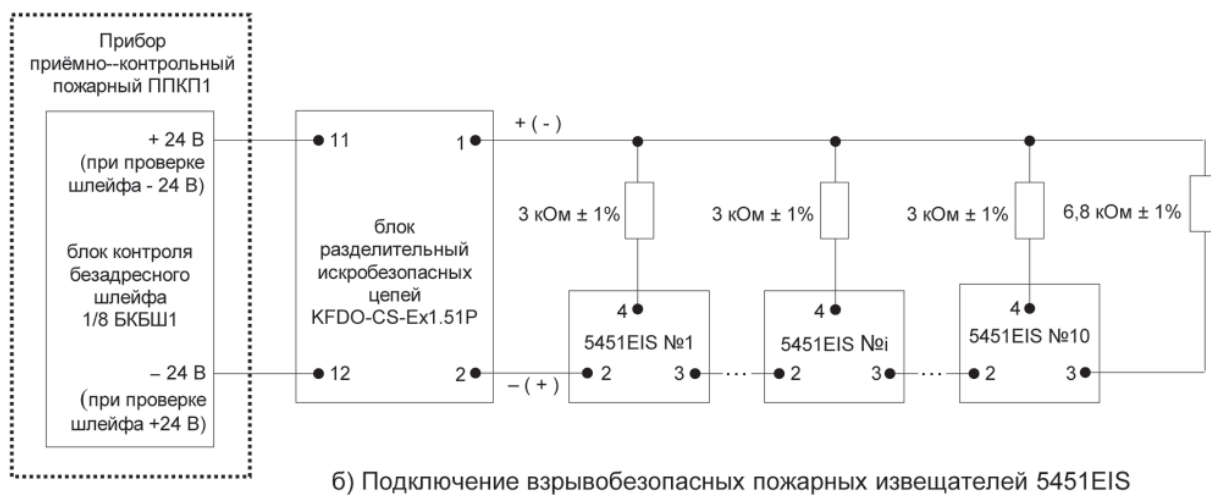 Прибор
приёмно--контрольный
пожарный ППКП1
+ 24 В
(при проверке
шлейфа - 24 В)
блок контроля
безадресного
шлейфа
1/8 БКБШ1
– 24 В
(при проверке
шлейфа +24 В)
11
1
блок
разделительный
искробезопасных
цепей
KFDO-CS-Ex1.51P
12
2
+ ( - )
– ( + )
3 кОм ± 1%
3 кОм ± 1%
3 кОм ± 1%
6,8 кОм ± 1%
4
5451EIS №1
2
3
...
4
5451EIS №i
2
3
...
4
5451EIS №10
2
3
б) Подключение взрывобезопасных пожарных извещателей 5451EIS